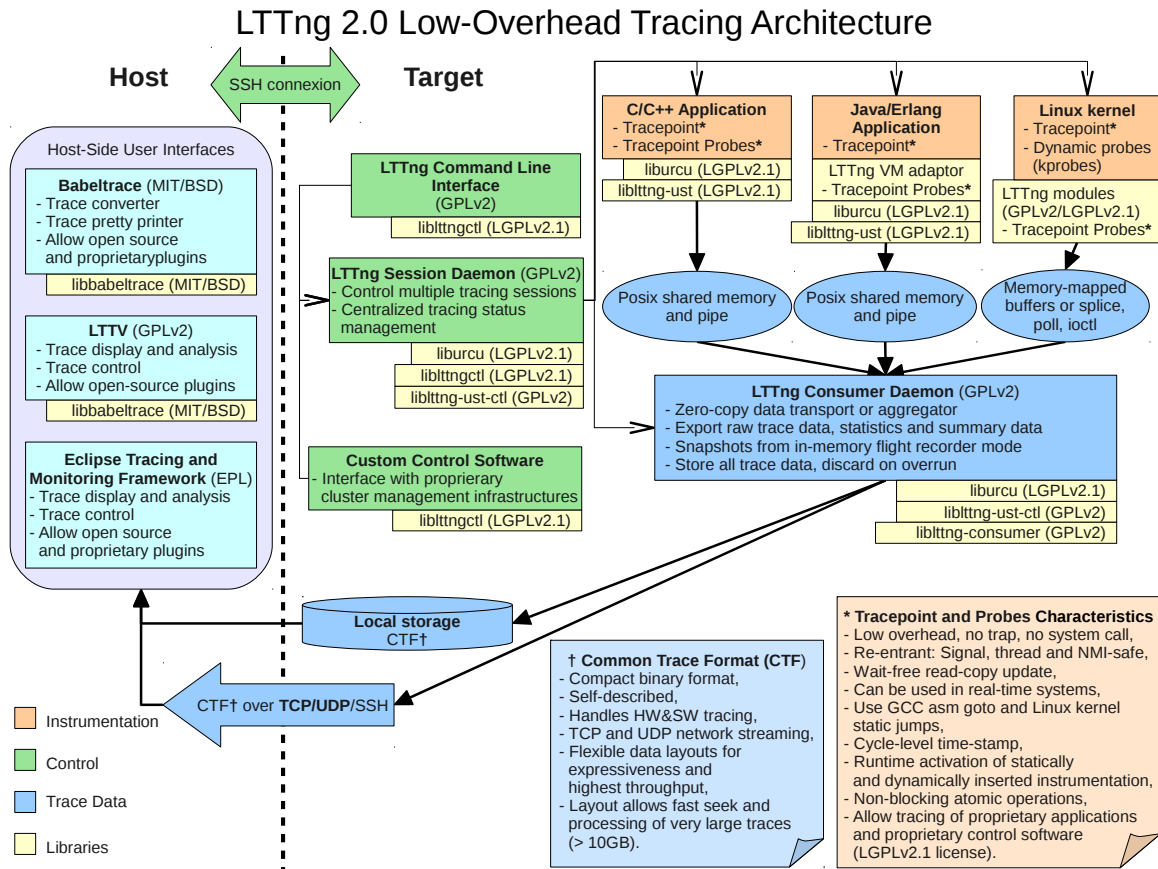 LTTng 2.0 Low-Overhead Tracing Architecture
Host
SSH connexion
Target
Host-Side User Interfaces
Babeltrace (MIT/BSD)
- Trace converter
- Trace pretty printer
- Allow open source
and proprietaryplugins
libbabeltrace (MIT/BSD)
LTTV (GPLv2)
- Trace display and analysis
- Trace control
- Allow open-source plugins
libbabeltrace (MIT/BSD)
Eclipse Tracing and
Monitoring Framework (EPL)
- Trace display and analysis
- Trace control
- Allow open source
and proprietary plugins
LTTng Command Line
Interface
(GPLv2)
liblttngctl (LGPLv2.1)
LTTng Session Daemon (GPLv2)
- Control multiple tracing sessions
- Centralized tracing status
management
liburcu (LGPLv2.1)
liblttngctl (LGPLv2.1)
liblttng-ust-ctl (GPLv2)
Custom Control Software
- Interface with proprierary
cluster management infrastructures
liblttngctl (LGPLv2.1)
C/C++ Application
- Tracepoint*
- Tracepoint Probes*
liburcu (LGPLv2.1)
liblttng-ust (LGPLv2.1)
Java/Erlang
Application
- Tracepoint*
LTTng VM adaptor
- Tracepoint Probes*
liburcu (LGPLv2.1)
liblttng-ust (LGPLv2.1)
Linux kernel
- Tracepoint*
- Dynamic probes
(kprobes)
LTTng modules
(GPLv2/LGPLv2.1)
- Tracepoint Probes*
Posix shared memory
and pipe
Posix shared memory
and pipe
Memory-mapped
buffers or splice,
poll, ioctl
LTTng Consumer Daemon (GPLv2)
- Zero-copy data transport or aggregator
- Export raw trace data, statistics and summary data
- Snapshots from in-memory flight recorder mode
- Store all trace data, discard on overrun
liburcu (LGPLv2.1)
liblttng-ust-ctl (GPLv2)
liblttng-consumer (GPLv2)
Local storage
CTF†
CTF† over TCP/UDP/SSH
Instrumentation
Control
Trace Data
Libraries
† Common Trace Format (CTF)
- Compact binary format,
- Self-described,
- Handles HW&SW tracing,
- TCP and UDP network streaming,
- Flexible data layouts for
expressiveness and
highest throughput,
- Layout allows fast seek and
processing of very large traces
(> 10GB).
* Tracepoint and Probes Characteristics
- Low overhead, no trap, no system call,
- Re-entrant: Signal, thread and NMI-safe,
- Wait-free read-copy update,
- Can be used in real-time systems,
- Use GCC asm goto and Linux kernel
static jumps,
- Cycle-level time-stamp,
- Runtime activation of statically
and dynamically inserted instrumentation,
- Non-blocking atomic operations,
- Allow tracing of proprietary applications
and proprietary control software
(LGPLv2.1 license).